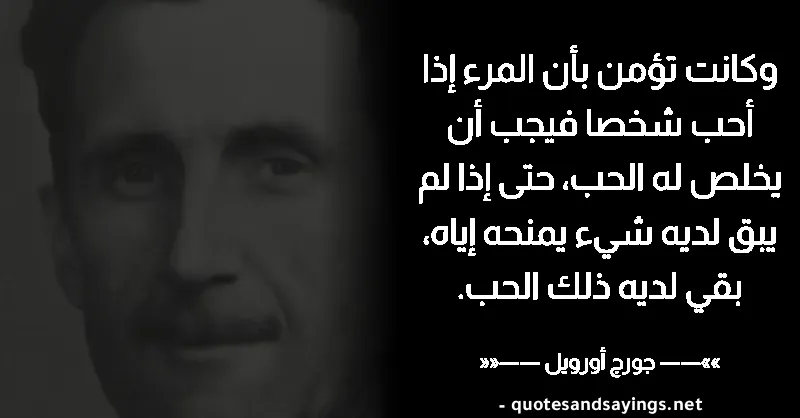 وكانت تؤمن بأن المرء إذا
أحب شخصا فيجب أن
يخلص له الحب، حتى إذا لم
يبق لديه شيء يمنحه إياه،
بقي لديه ذلك الحب.
»»—— جورج أورويل ——««
- quotesandsayings.net